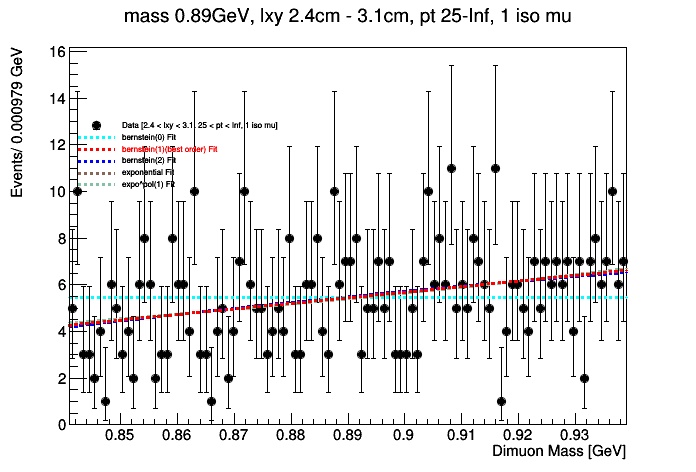 mass 0.89GeV, lxy 2.4cm - 3.1cm, pt 25-Inf, 1 iso mu
Events/ 0.000979 GeV
16
14
12
10
8
6
4
2
0
Data [2.4 < lxy < 3.1, 25 < pt < Inf, 1 iso mu]
bernstein(0) Fit
bernstein(1)(best order) Fit
bernstein(2) Fit
exponential Fit
expo*pol(1) Fit
0.85 0.86 0.87 0.88 0.89 0.9 0.91 0.92 0.93
Dimuon Mass [GeV]